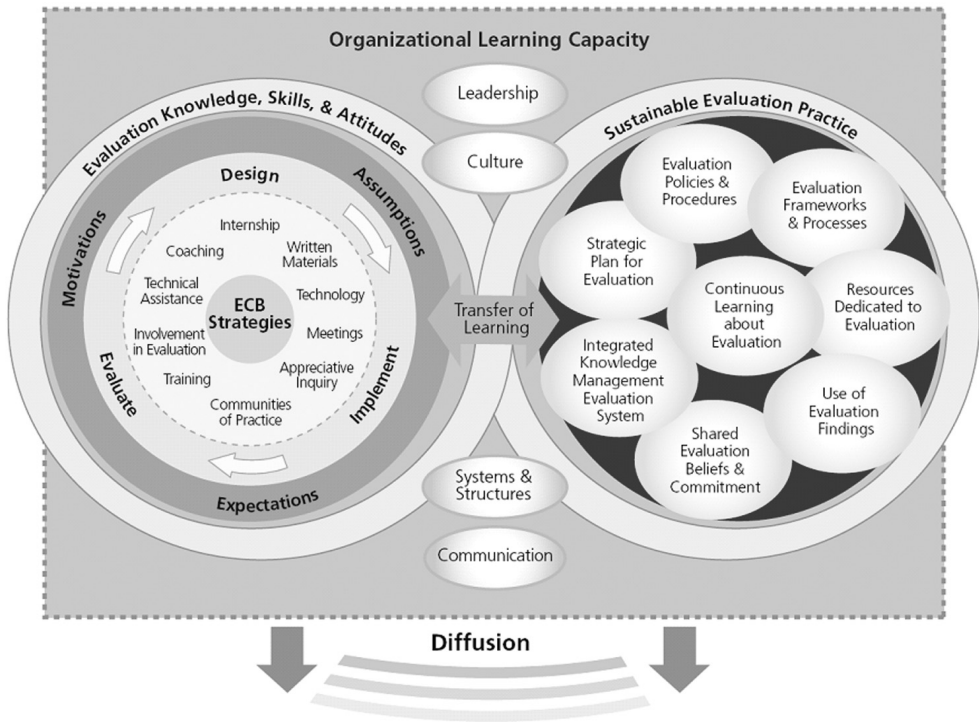 Organizational Learning Capacity
Leadership
Culture
Evaluation Knowledge, Skills, & Attitudes
Motivations
Assumptions
Expectations
Design
Implement
Evaluate
ECB
Strategies
Internship
Written
Materials
Technology
Meetings
Appreciative
Inquiry
Communities
of Practice
Training
Involvement
in Evaluation
Technical
Assistance
Coaching
Transfer of
Learning
Sustainable Evaluation Practice
Evaluation
Policies &
Procedures
Evaluation
Frameworks
& Processes
Strategic
Plan for
Evaluation
Continuous
Learning
about
Evaluation
Resources
Dedicated to
Evaluation
Integrated
Knowledge
Management
Evaluation
System
Use of
Evaluation
Findings
Shared
Evaluation
Beliefs &
Commitment
Systems &
Structures
Communication
Diffusion